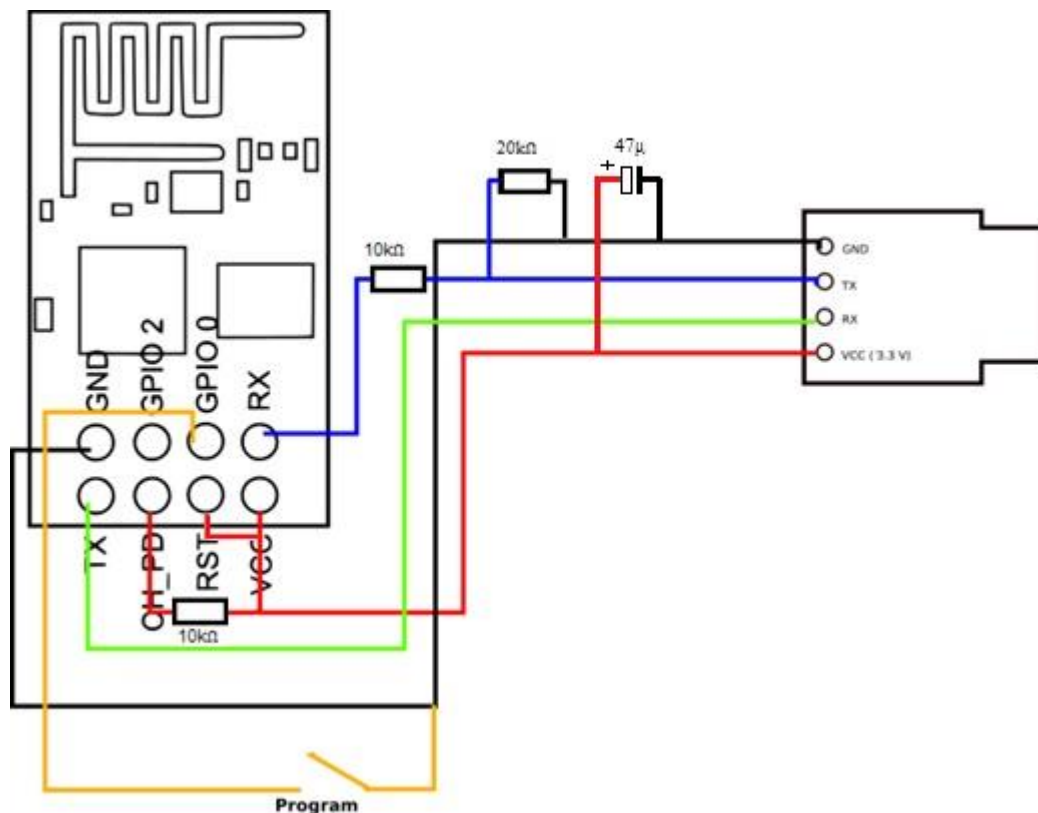 20kΩ
+
47µ
10kΩ
GND
TX
RX
VCC ( 3.3 V)
GND
GPIO 2
GPIO 0
RX
TX
CH_PD
RST
VCC
10kΩ
Program